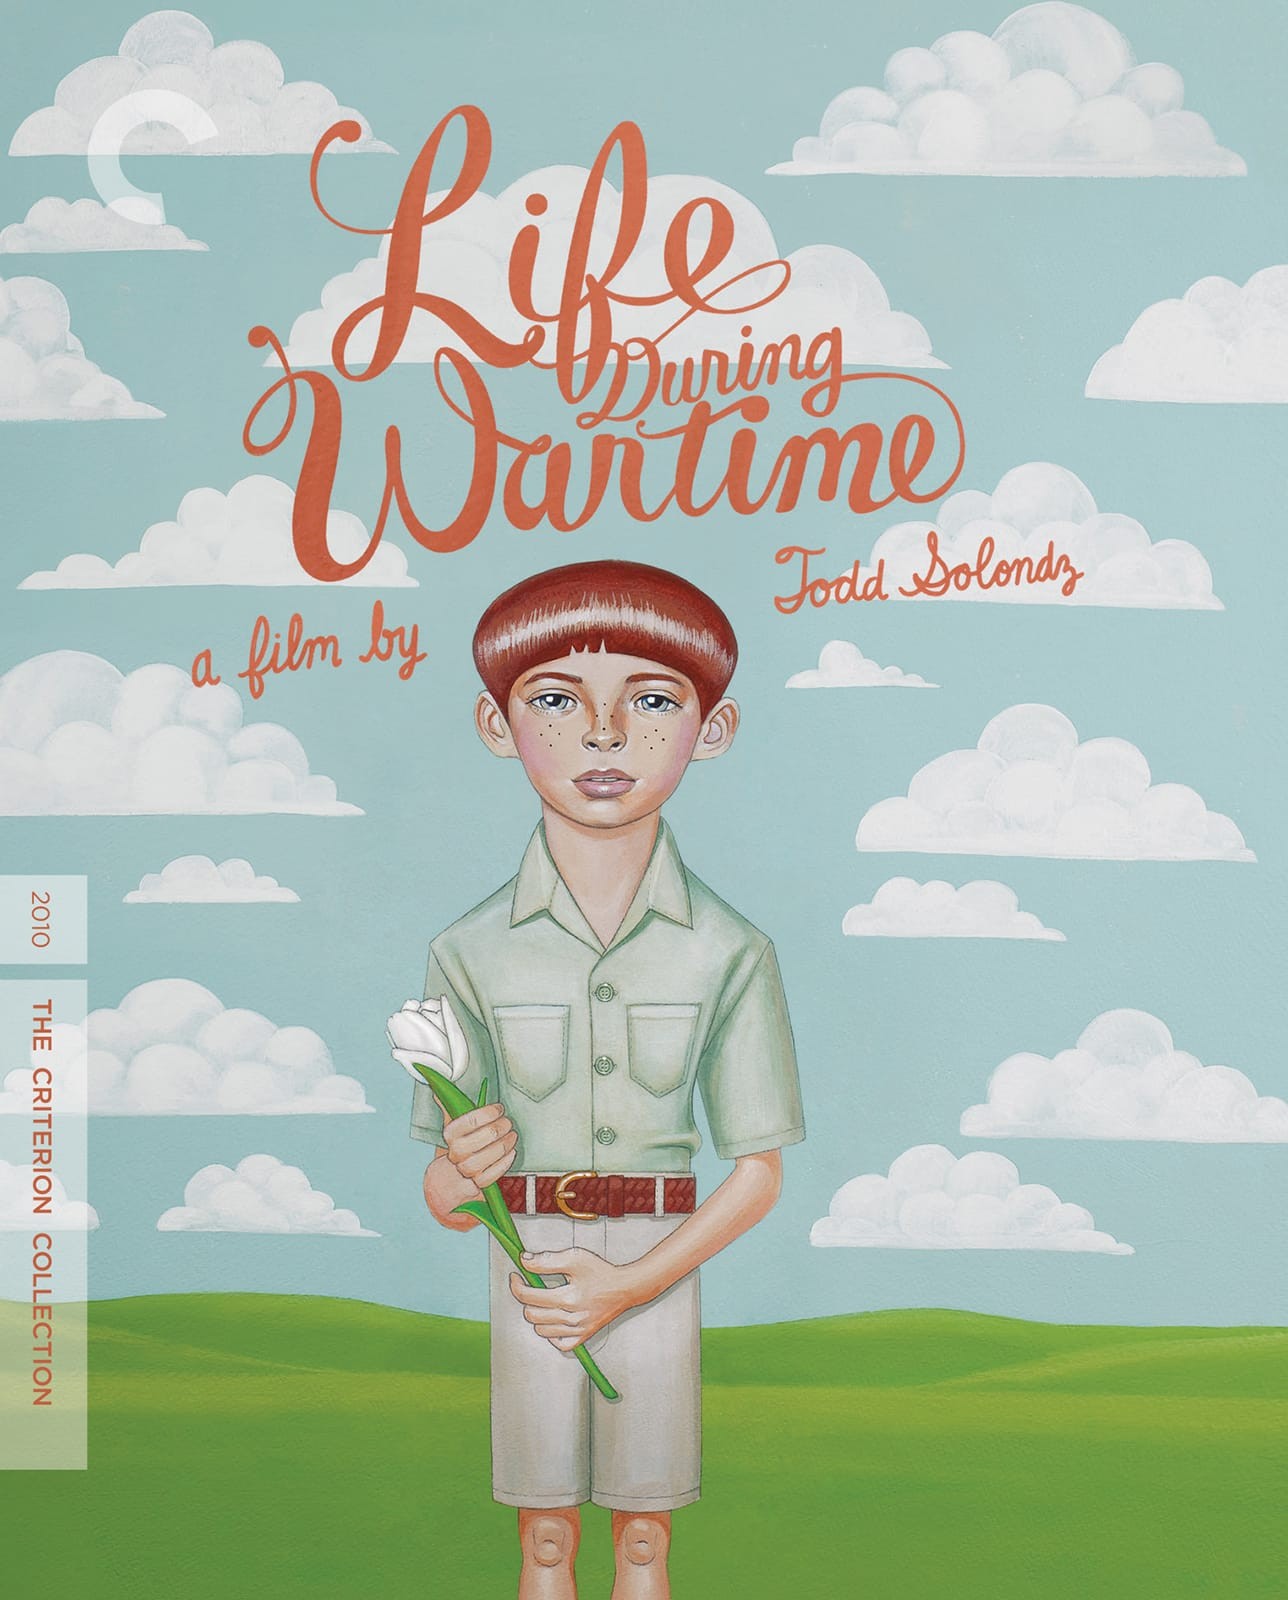 Life
During
Wartime
a film by
Todd Solondz
2010
THE CRITERION COLLECTION